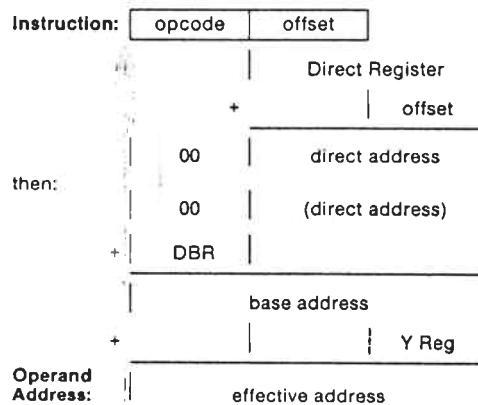 Instruction: opcode offset
Direct Register
+ offset
00 direct address
then:
00 (direct address)
+ DBR
base address
+ Y Reg
Operand
Address: effective address